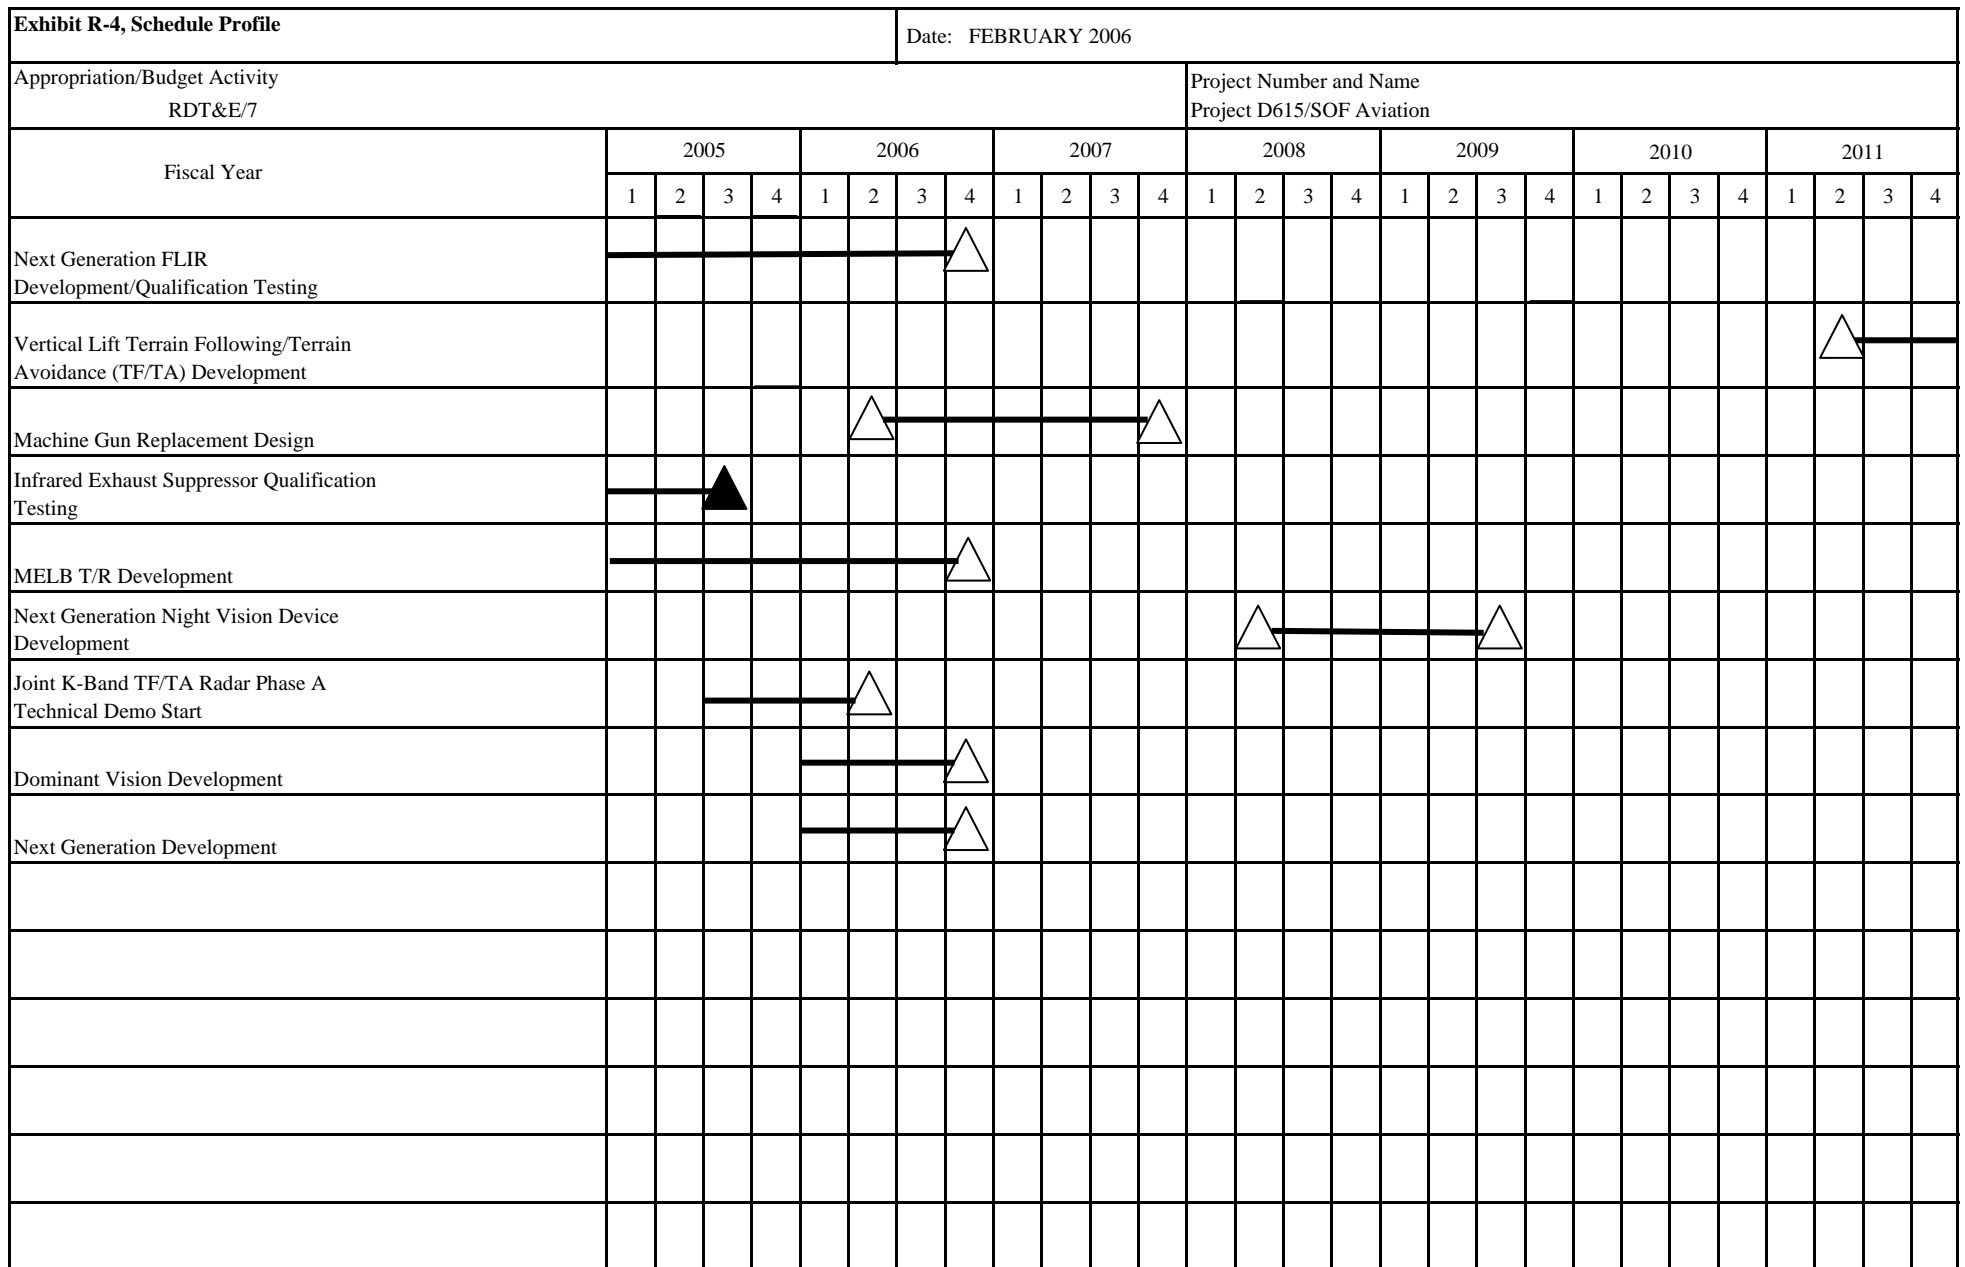 Exhibit R-4, Schedule Profile
Date: FEBRUARY 2006
Appropriation/Budget Activity
RDT&E/7
Project Number and Name
Project D615/SOF Aviation
Fiscal Year
2005 2006 2007 2008 2009 2010 2011
1 2 3 4 1 2 3 4 1 2 3 4 1 2 3 4 1 2 3 4 1 2 3 4 1 2 3 4
Next Generation FLIR
Development/Qualification Testing
Vertical Lift Terrain Following/Terrain
Avoidance (TF/TA) Development
Machine Gun Replacement Design
Infrared Exhaust Suppressor Qualification
Testing
MELB T/R Development
Next Generation Night Vision Device
Development
Joint K-Band TF/TA Radar Phase A
Technical Demo Start
Dominant Vision Development
Next Generation Development